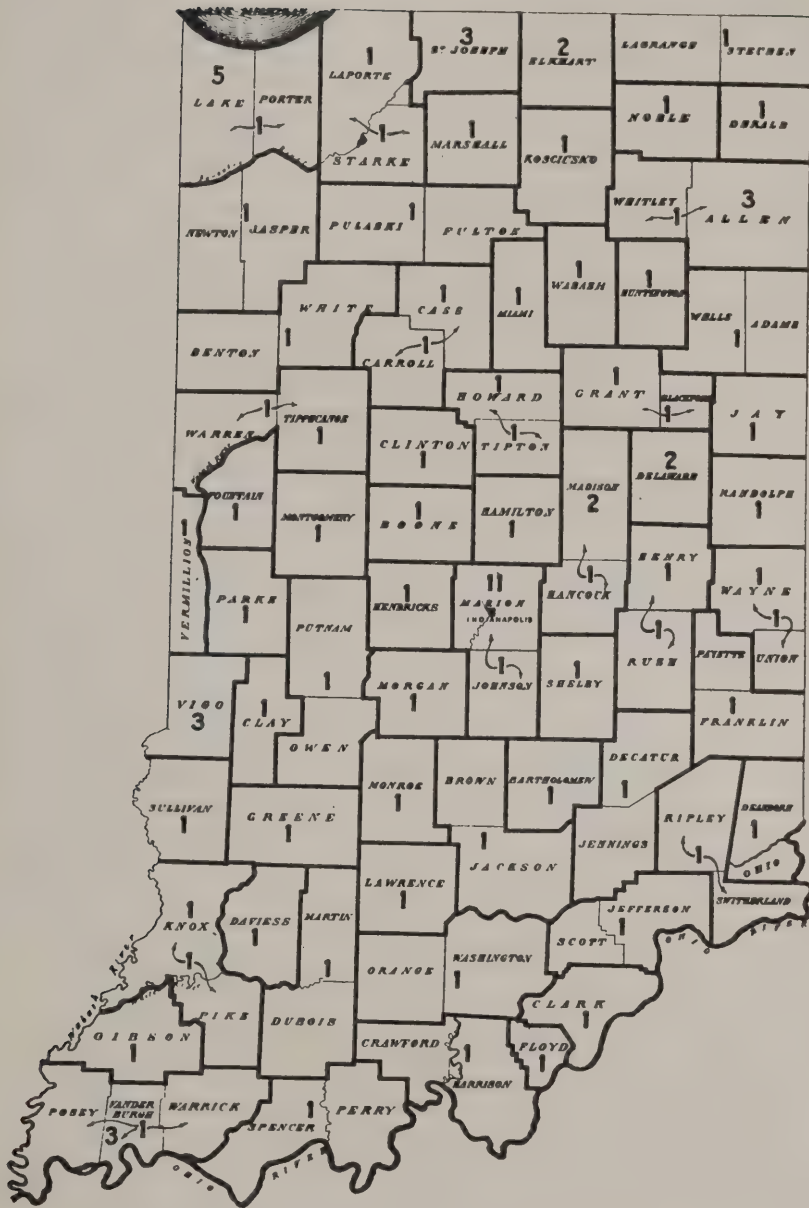 LAKE MICHIGAN
3
ST JOSEPH
2
ELKHART
LAGRANGE
1
STEUBEN
1
LAPORTE
5
LAKE
PORTER
1
1
STARKE
1
MARSHALL
1
KOSCIUSKO
1
NOBLE
1
DEKALB
WHITLEY
1
3
ALLEN
NEWTON
1
JASPER
PULASKI
1
FULTON
1
WABASH
1
HUNTINGTON
WHITE
1
1
CASS
1
MIAMI
WELLS
1
ADAMS
BENTON
1
CARROLL
1
HOWARD
1
GRANT
1
BLACKFORD
JAY
1
WARREN
1
TIPPECANOE
1
CLINTON
1
1
TIPTON
MADISON
2
2
DELAWARE
RANDOLPH
1
FOUNTAIN
1
MONTGOMERY
1
BOONE
1
HAMILTON
1
1
VERMILLION
PARKE
1
PUTNAM
1
HENDRICKS
11
MARION
INDIANAPOLIS
1
HANCOCK
HENRY
1
1
WAYNE
1
UNION
1
RUSH
FAYETTE
1
FRANKLIN
VIGO
3
1
CLAY
1
OWEN
MORGAN
1
1
JOHNSON
1
SHELBY
DECATUR
1
SULLIVAN
1
GREENE
1
MONROE
1
BROWN
BARTHOLOMEW
1
1
JACKSON
JENNINGS
RIPLEY
1
DEARBORN
1
OHIO
SWITZERLAND
1
KNOX
DAVIESS
1
MARTIN
1
LAWRENCE
1
ORANGE
WASHINGTON
1
SCOTT
JEFFERSON
1
OHIO RIVER
1
PIKE
DUBOIS
CLARK
1
GIBSON
1
CRAWFORD
1
HARRISON
FLOYD
1
POSEY
VANDER
BURGH
3
1
WARRICK
1
SPENCER
PERRY
OHIO RIVER